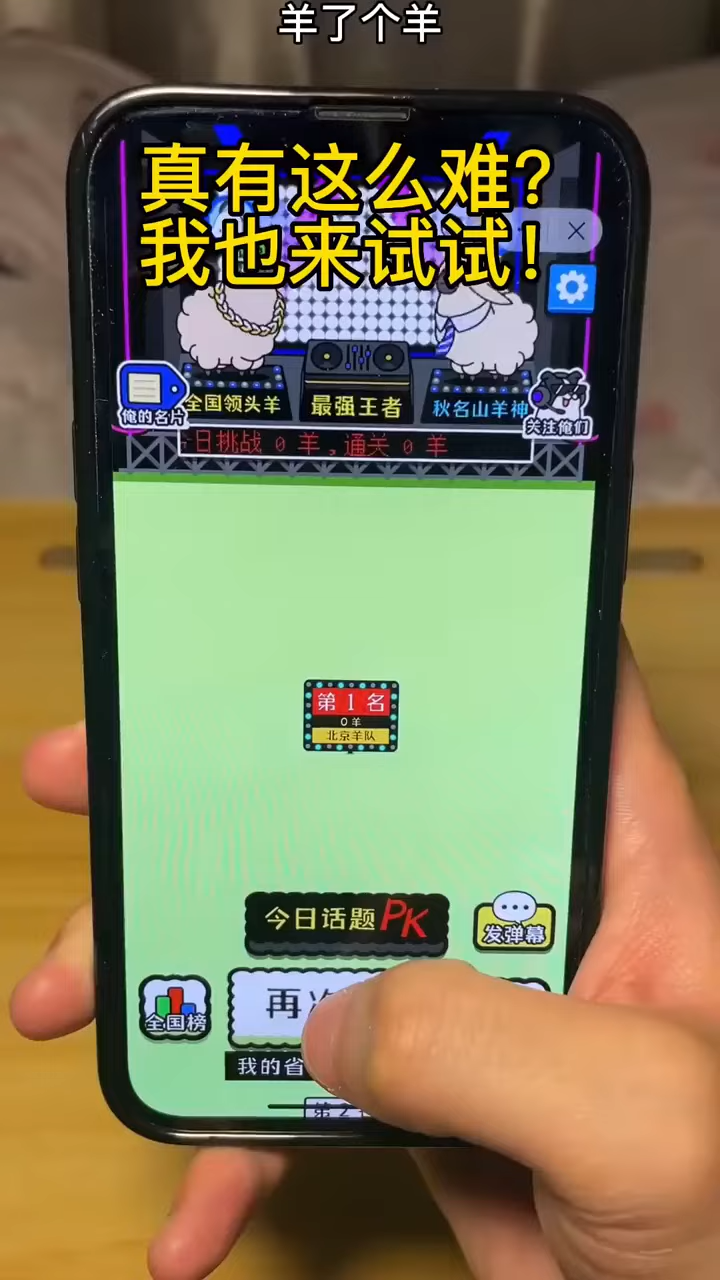 羊了个羊
真有这么难？
我也来试试！
俺的名片
全国领头羊
最强王者
秋名山羊神
关注俺们
日挑战 0 羊，通关 0 羊
第 1 名
0 羊
北京羊队
今日话题PK
发弹幕
全国榜
再次
我的省
第2